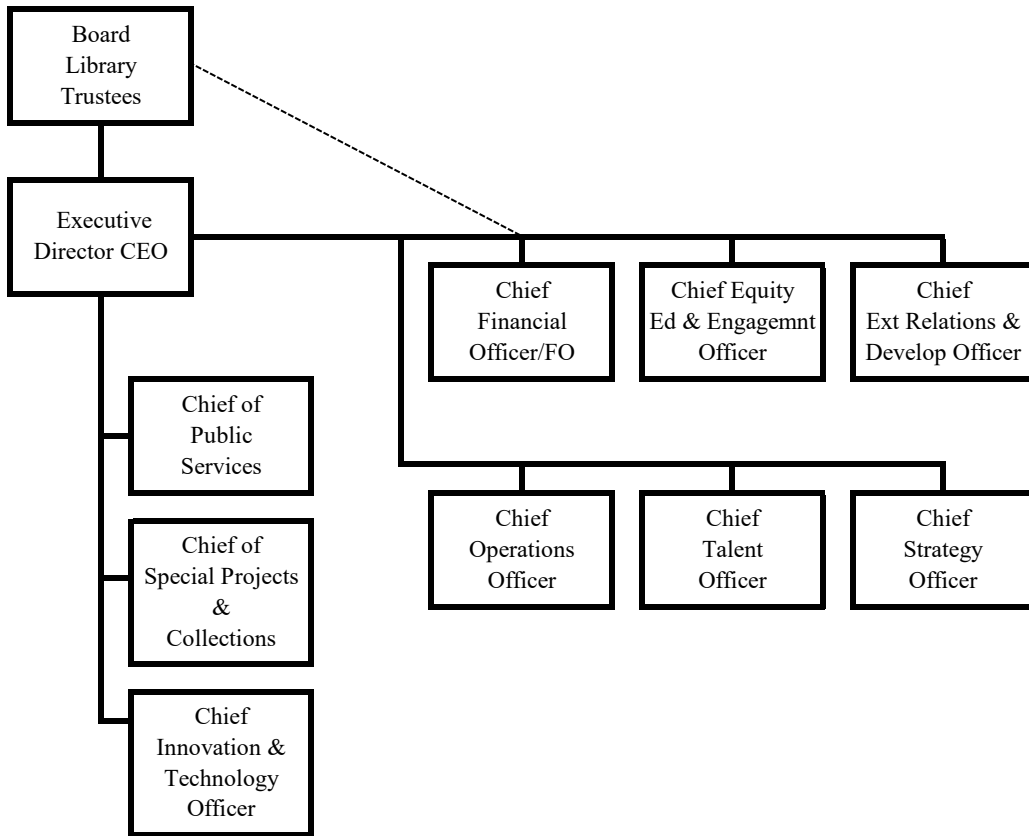 Board
Library
Trustees
Executive
Director CEO
Chief
Financial
Officer/FO
Chief Equity
Ed & Engagemnt
Officer
Chief
Ext Relations &
Develop Officer
Chief of
Public
Services
Chief
Operations
Officer
Chief
Talent
Officer
Chief
Strategy
Officer
Chief of
Special Projects
&
Collections
Chief
Innovation &
Technology
Officer